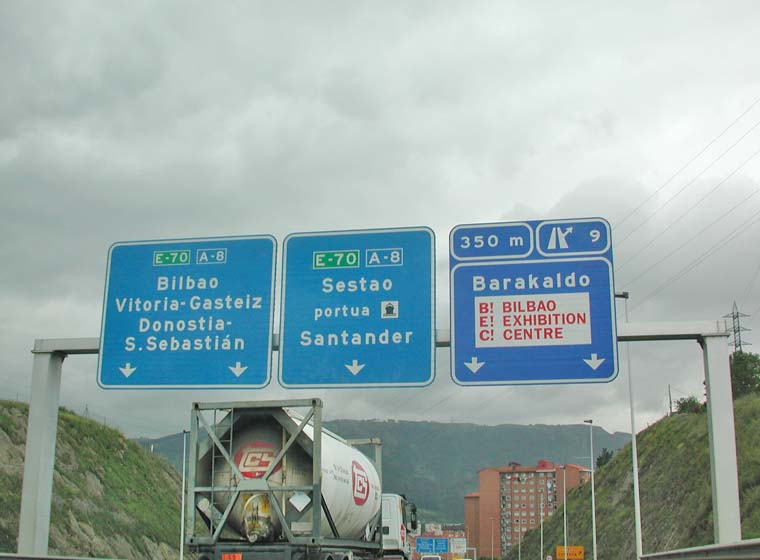 E-70 A-8
Bilbao
Vitoria-Gasteiz
Donostia-
S.Sebastián
E-70 A-8
Sestao
portua
Santander
350 m 9
Barakaldo
B! BILBAO
E! EXHIBITION
C! CENTRE